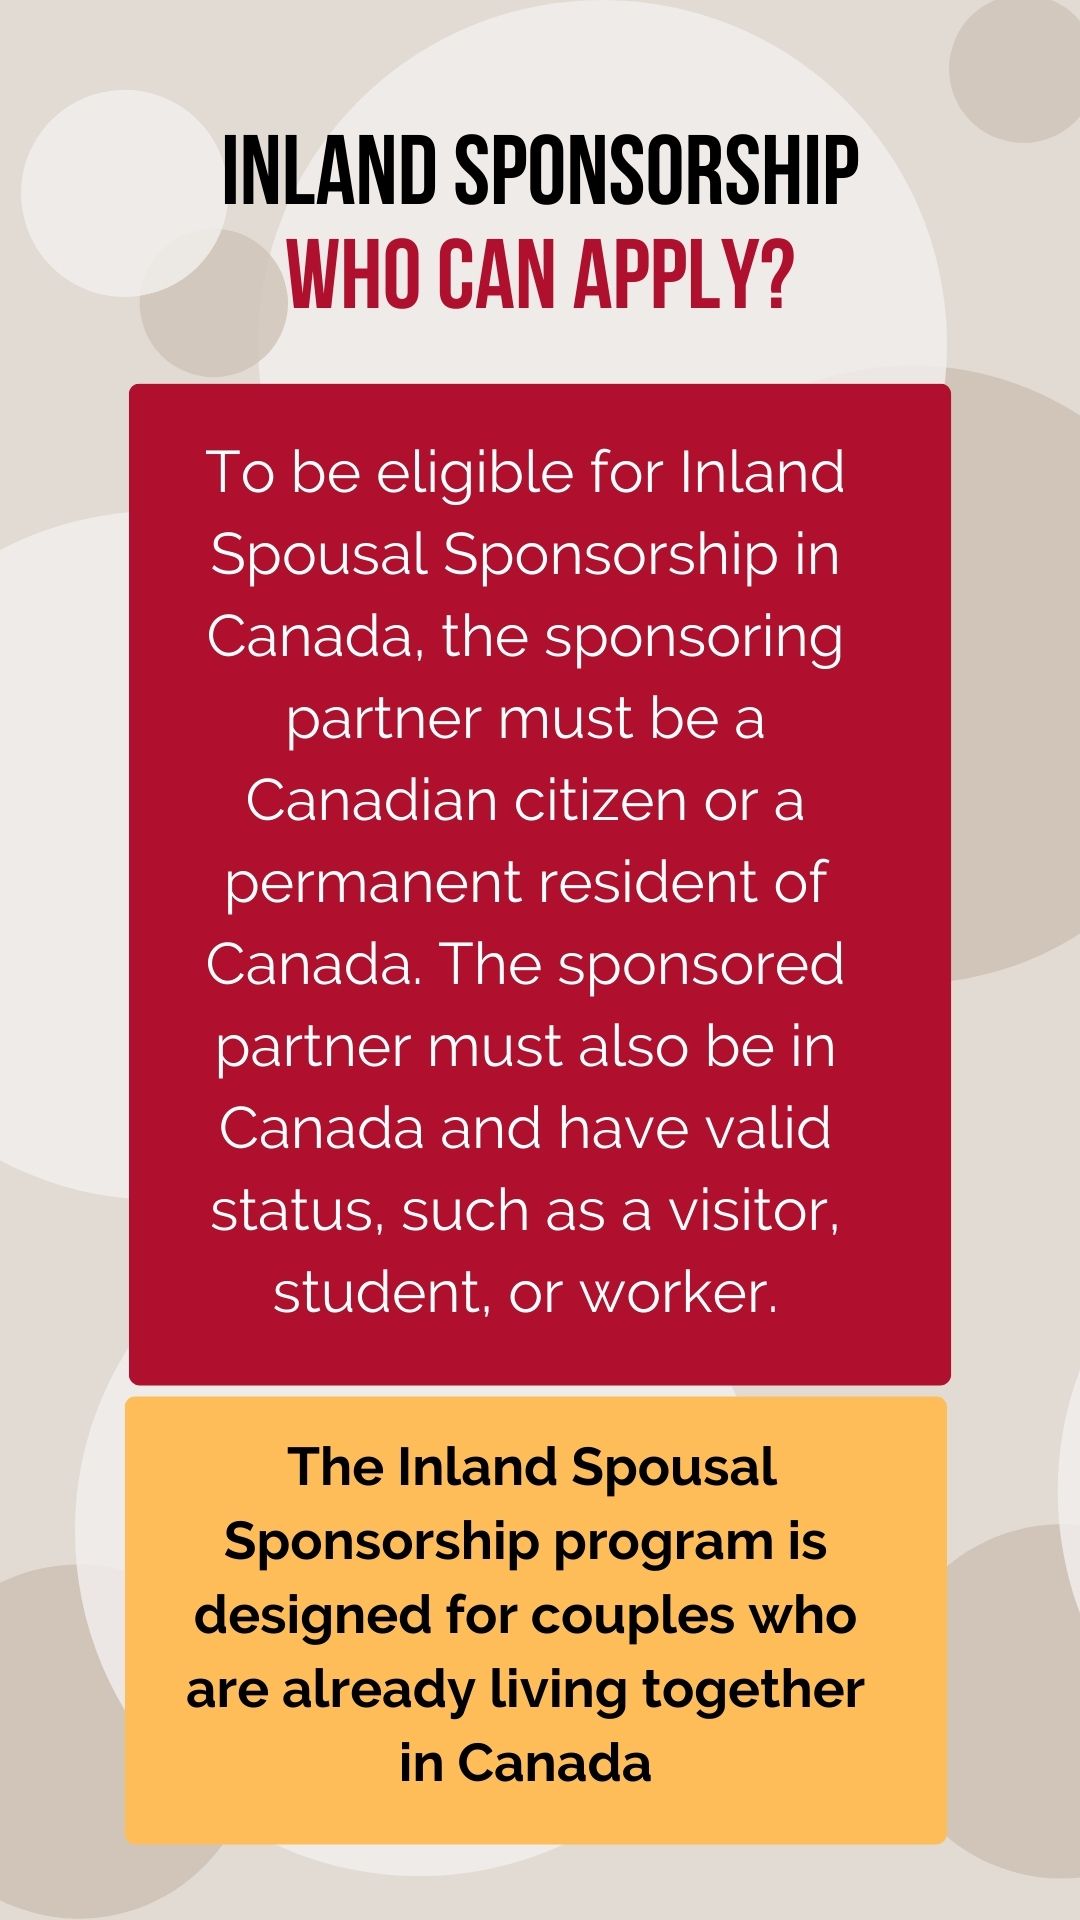 INLAND SPONSORSHIP
WHO CAN APPLY?
To be eligible for Inland
Spousal Sponsorship in
Canada, the sponsoring
partner must be a
Canadian citizen or a
permanent resident of
Canada. The sponsored
partner must also be in
Canada and have valid
status, such as a visitor,
student, or worker.
The Inland Spousal
Sponsorship program is
designed for couples who
are already living together
in Canada